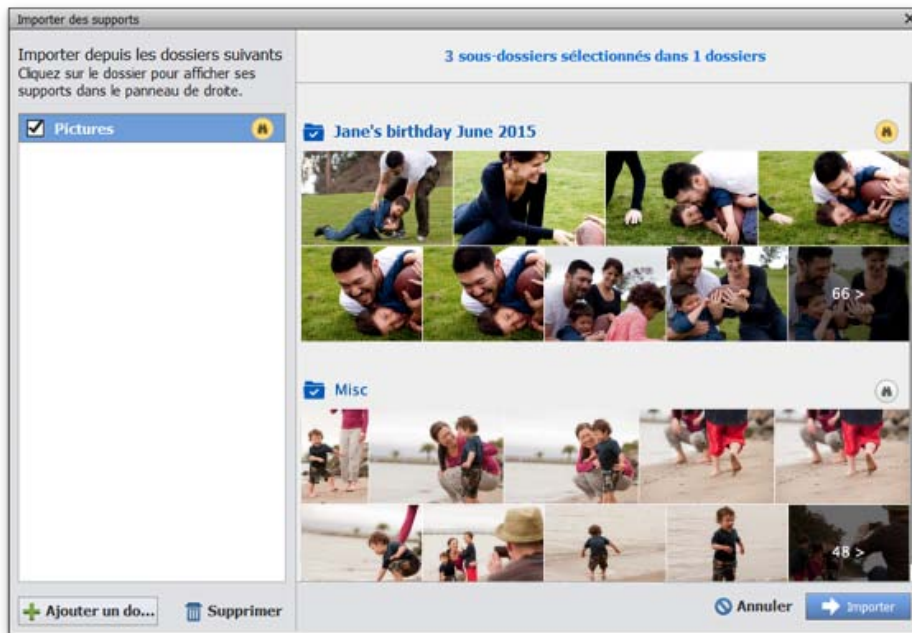 Importer des supports
Importer depuis les dossiers suivants
Cliquez sur le dossier pour afficher ses
supports dans le panneau de droite.
Pictures
Ajouter un do...
Supprimer
3 sous-dossiers sélectionnés dans 1 dossiers
Jane's birthday June 2015
66 >
Misc
48 >
Annuler
Importer